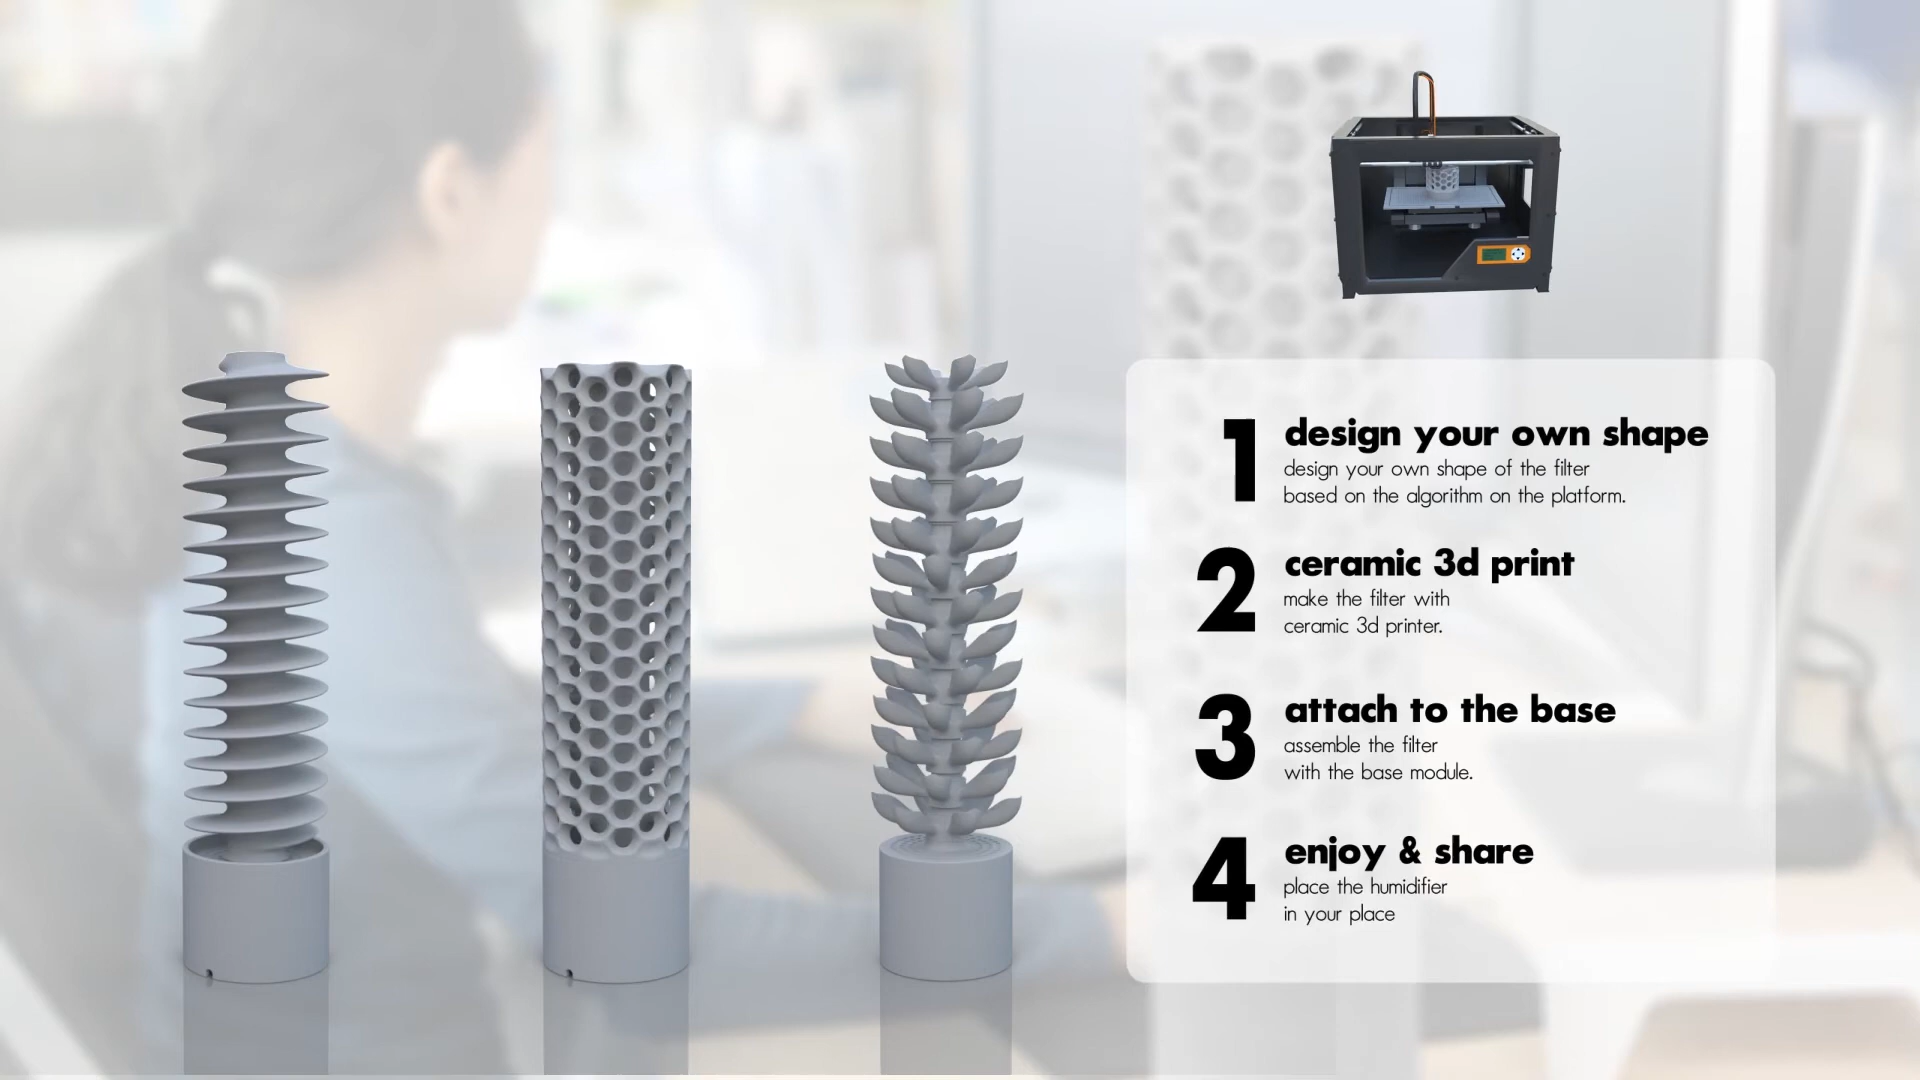 1 design your own shape
design your own shape of the filter
based on the algorithm on the platform.
2 ceramic 3d print
make the filter with
ceramic 3d printer.
3 attach to the base
assemble the filter
with the base module.
4 enjoy & share
place the humidifier
in your place